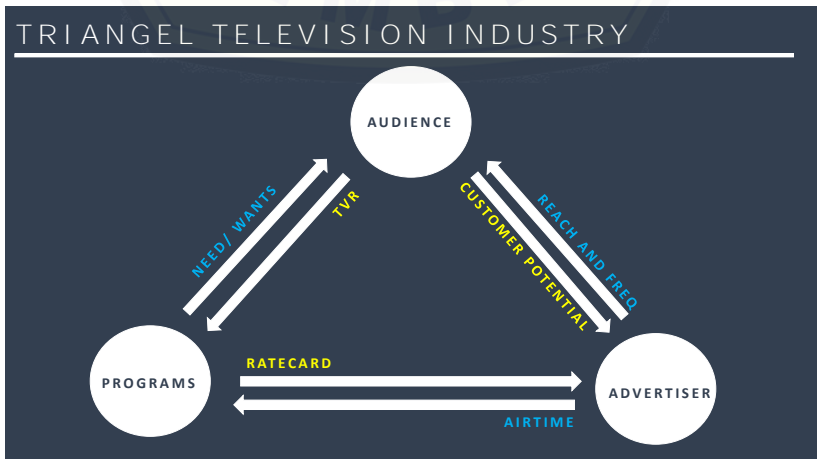 TRIANGEL TELEVISION INDUSTRY
AUDIENCE
NEED/ WANTS
TVR
CUSTOMER POTENTIAL
REACH AND FREQ
RATECARD
PROGRAMS
ADVERTISER
AIRTIME